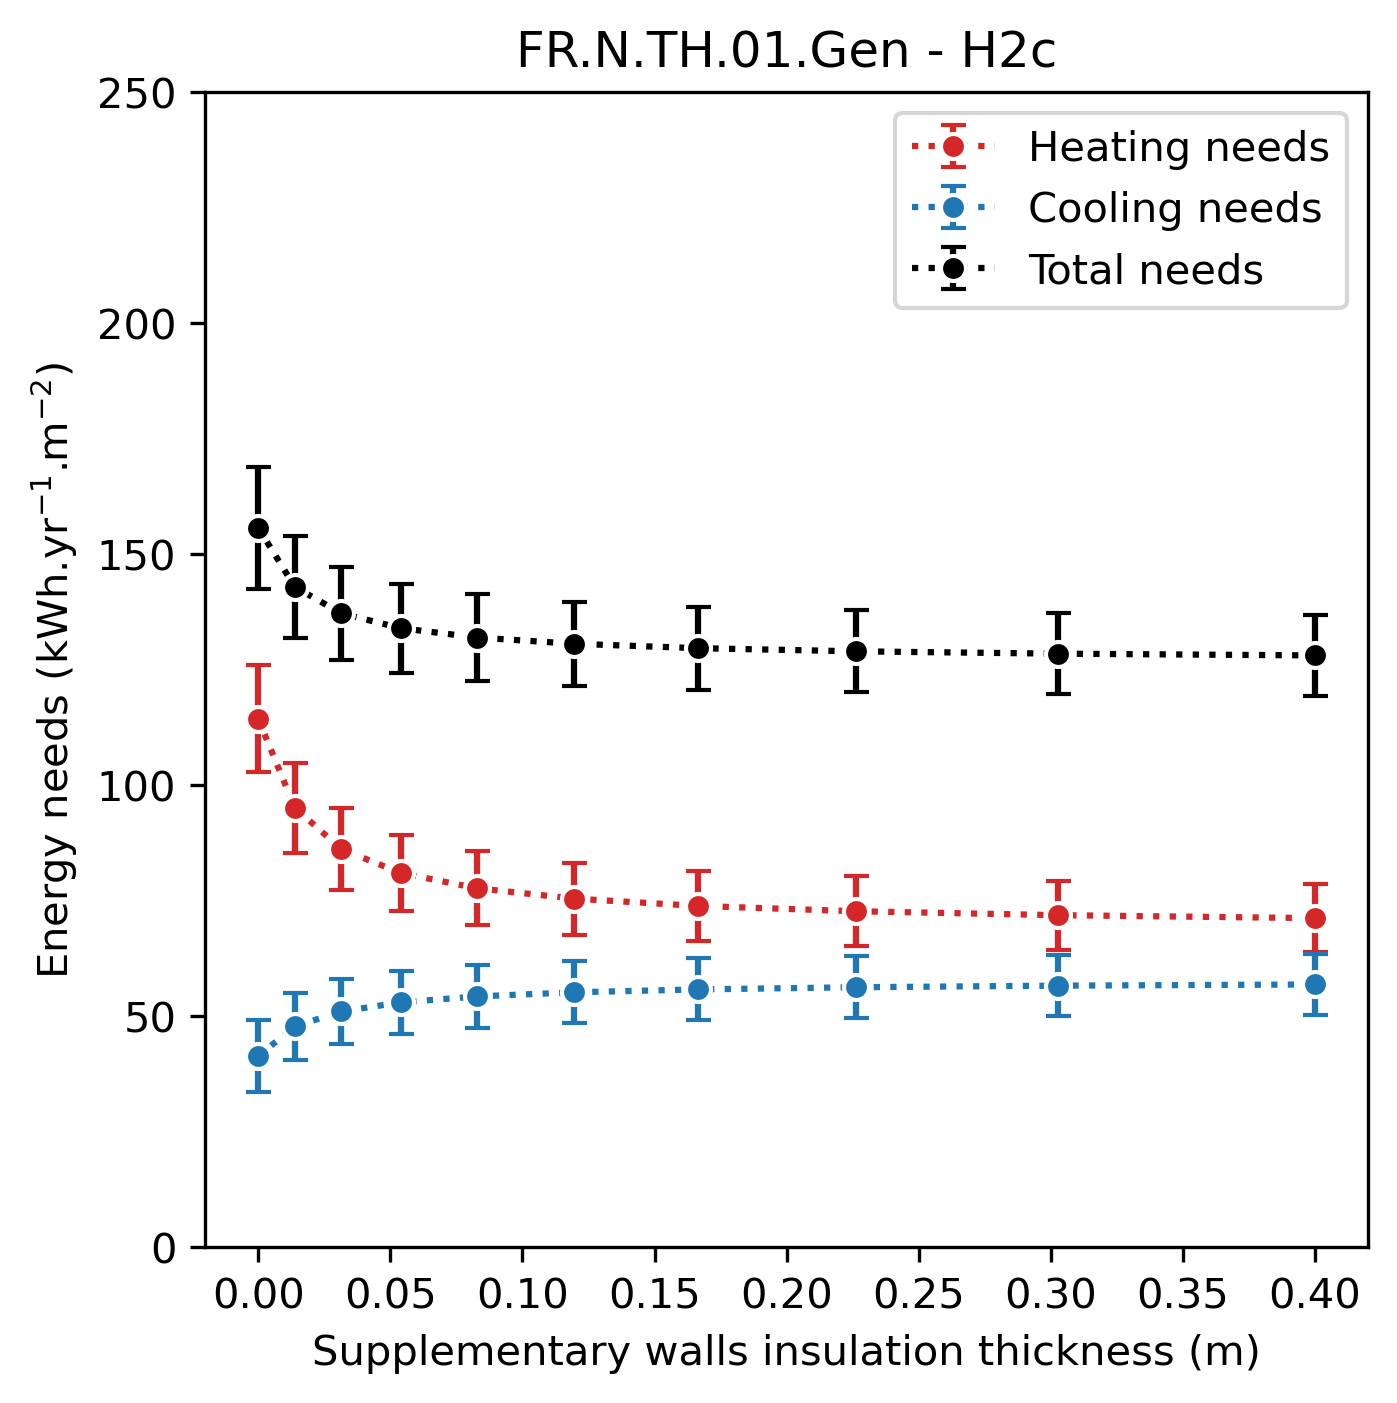 FR.N.TH.01.Gen - H2c
250
200
150
100
50
0
Energy needs (kWh.yr⁻¹.m⁻²)
Heating needs
Cooling needs
Total needs
0.00 0.05 0.10 0.15 0.20 0.25 0.30 0.35 0.40
Supplementary walls insulation thickness (m)